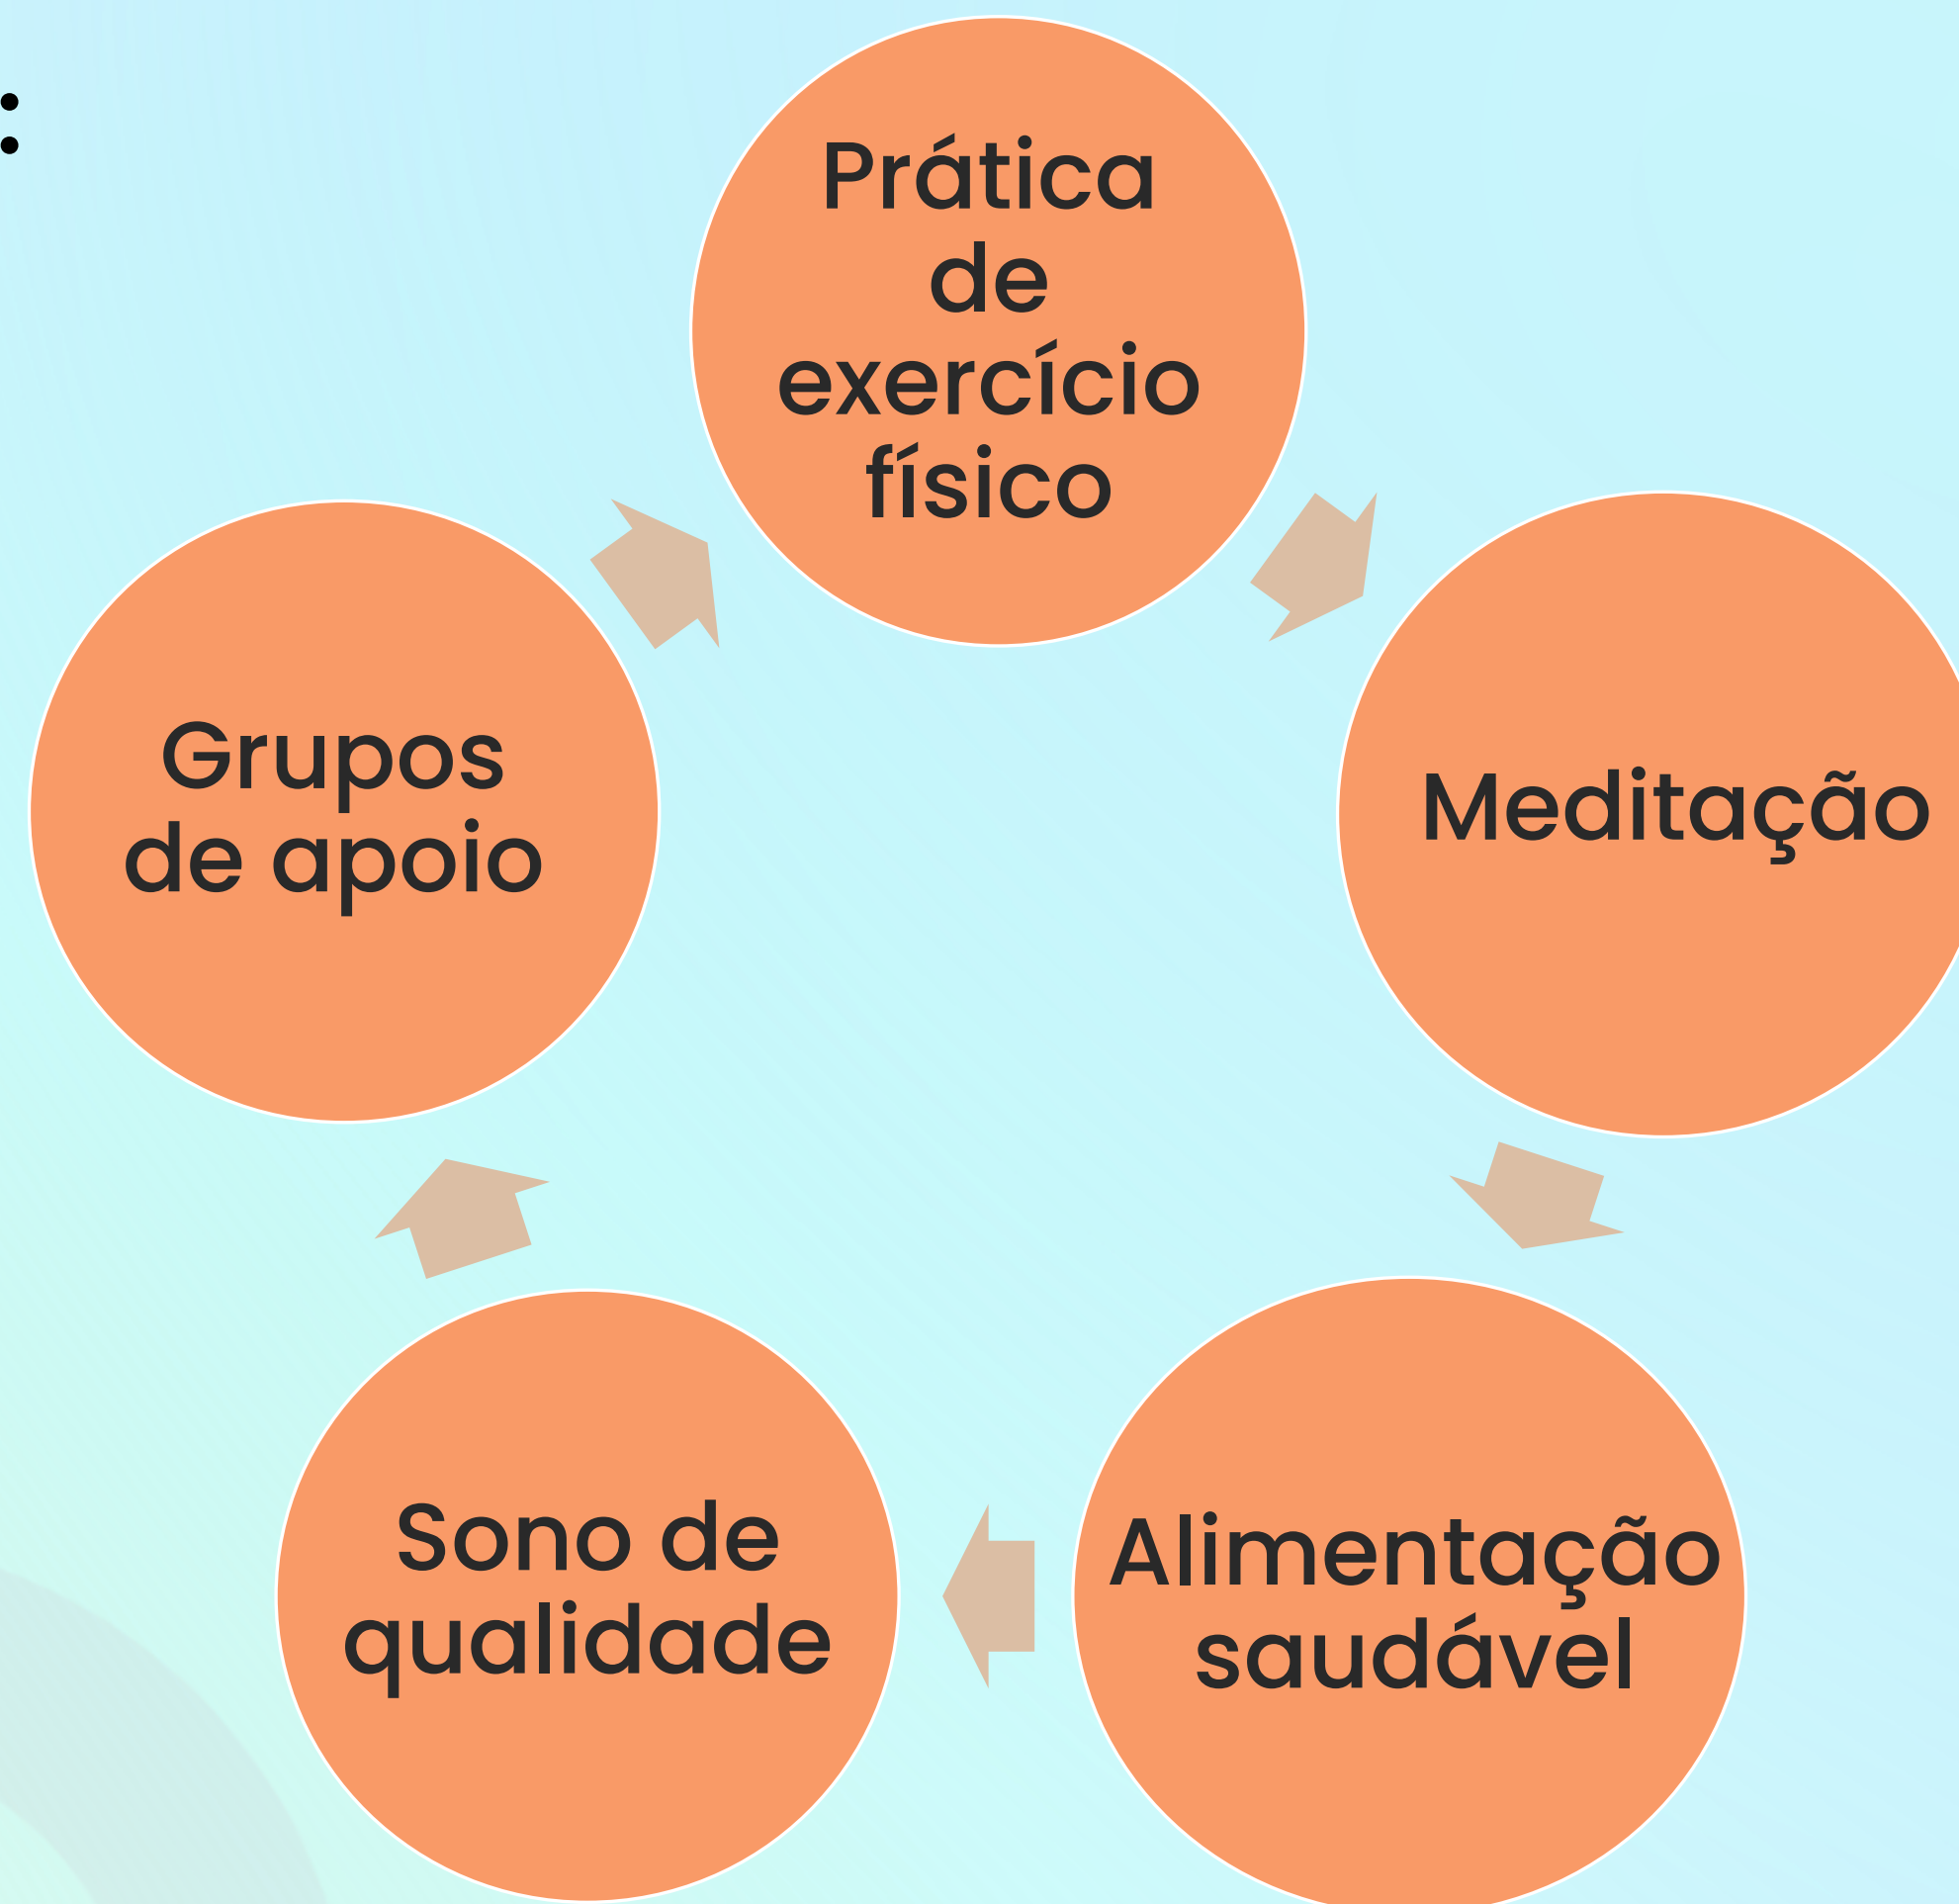 :
Prática
de
exercício
físico
Meditação
Alimentação
saudável
Sono de
qualidade
Grupos
de apoio